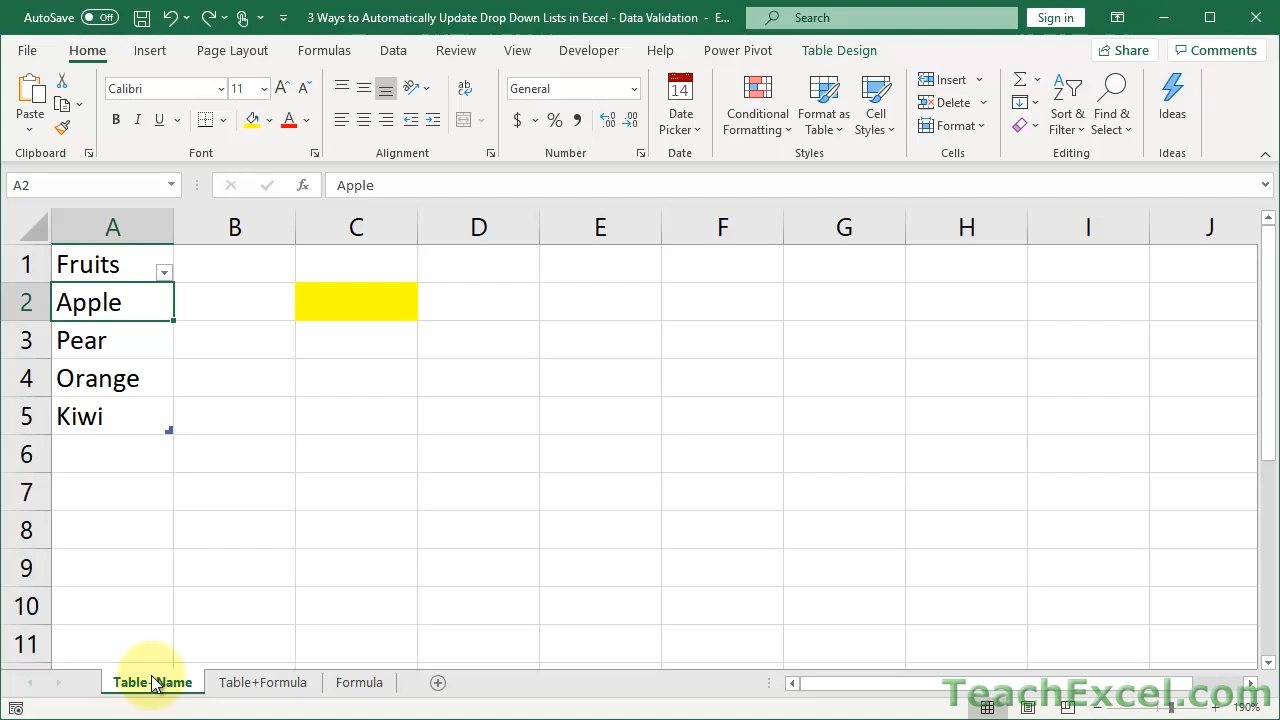 AutoSave Off 3 Ways to Automatically Update Drop Down Lists in Excel - Data Validation - E... Search Sign in
File Home Insert Page Layout Formulas Data Review View Developer Help Power Pivot Table Design Share Comments
Calibri General Insert
Paste Date Picker Conditional Formatting Format as Table Cell Styles Delete Sort & Filter Find & Select Ideas
Format
Clipboard Font Alignment Number Date Styles Cells Editing Ideas
A2 fx Apple
A B C D E F G H I J
1 Fruits
2 Apple
3 Pear
4 Orange
5 Kiwi
6
7
8
9
10
11
Table+Name Table+Formula Formula
TeachExcel.com
190%